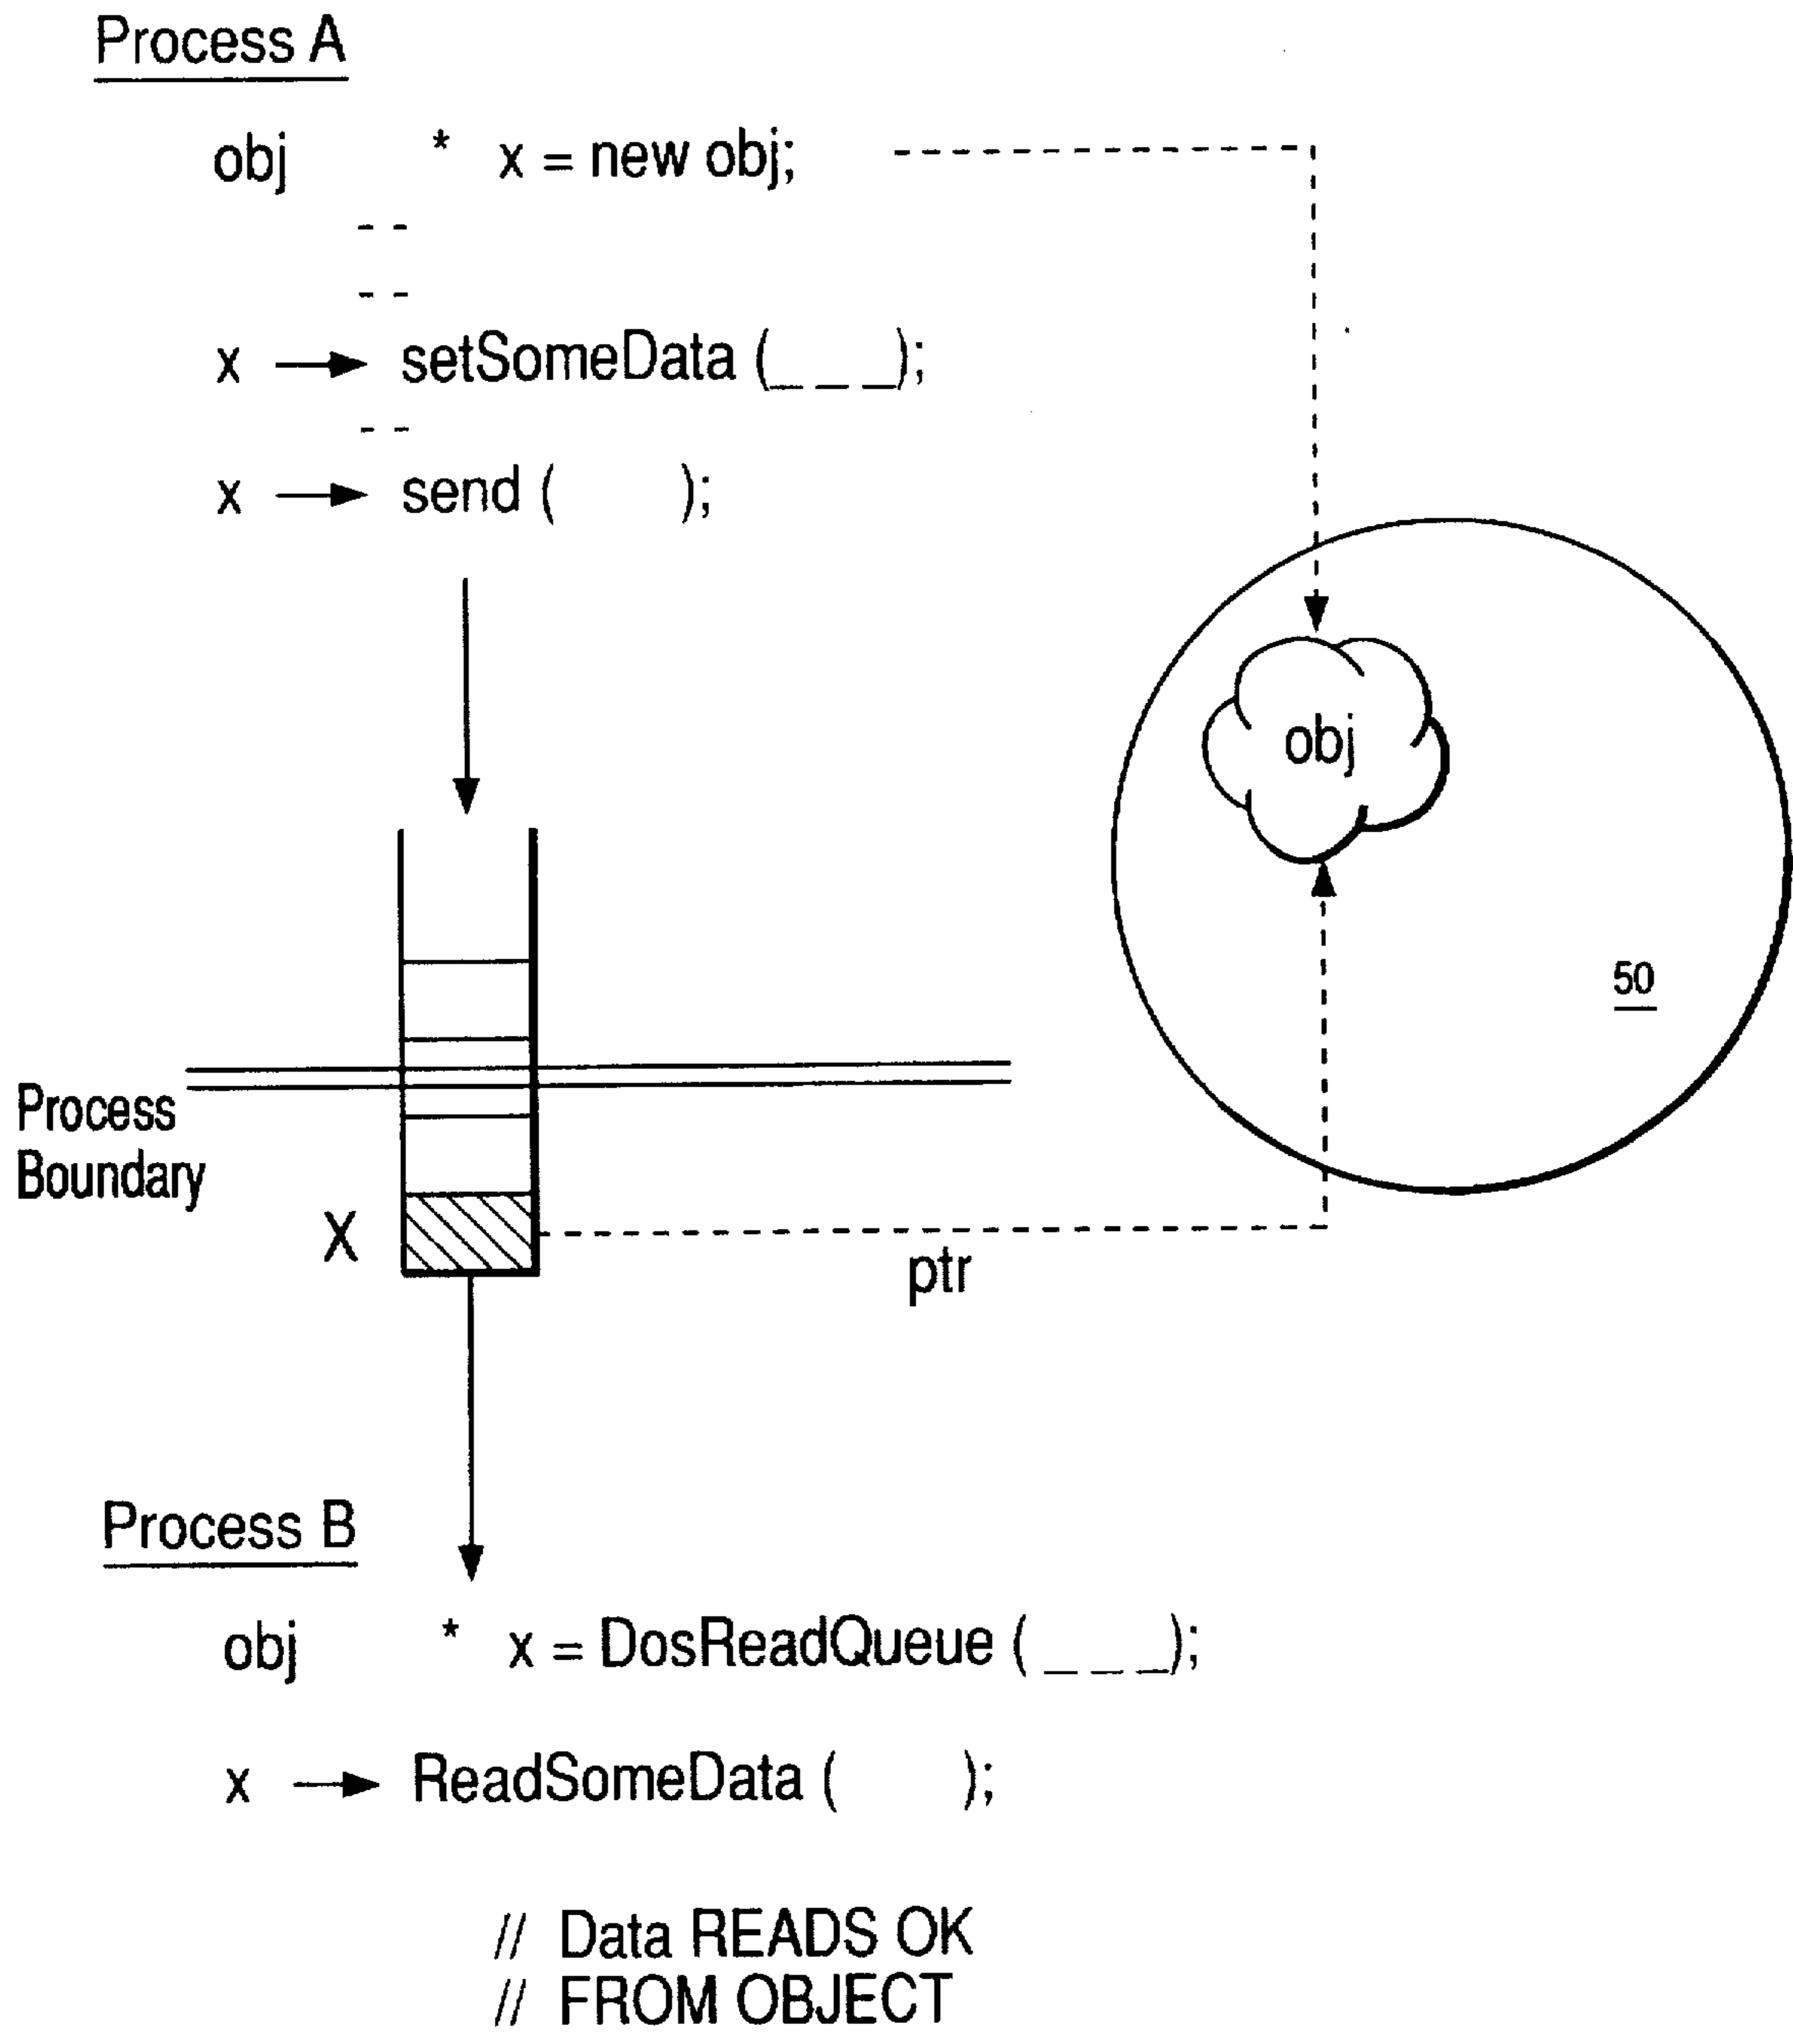 Process A
obj * x = new obj;
- -
- -
x → setSomeData (_ _ _);
- -
x → send ( );
obj
50
Process
Boundary
X
ptr
Process B
obj * x = DosReadQueue (_ _ _);
x → ReadSomeData ( );
// Data READS OK
// FROM OBJECT